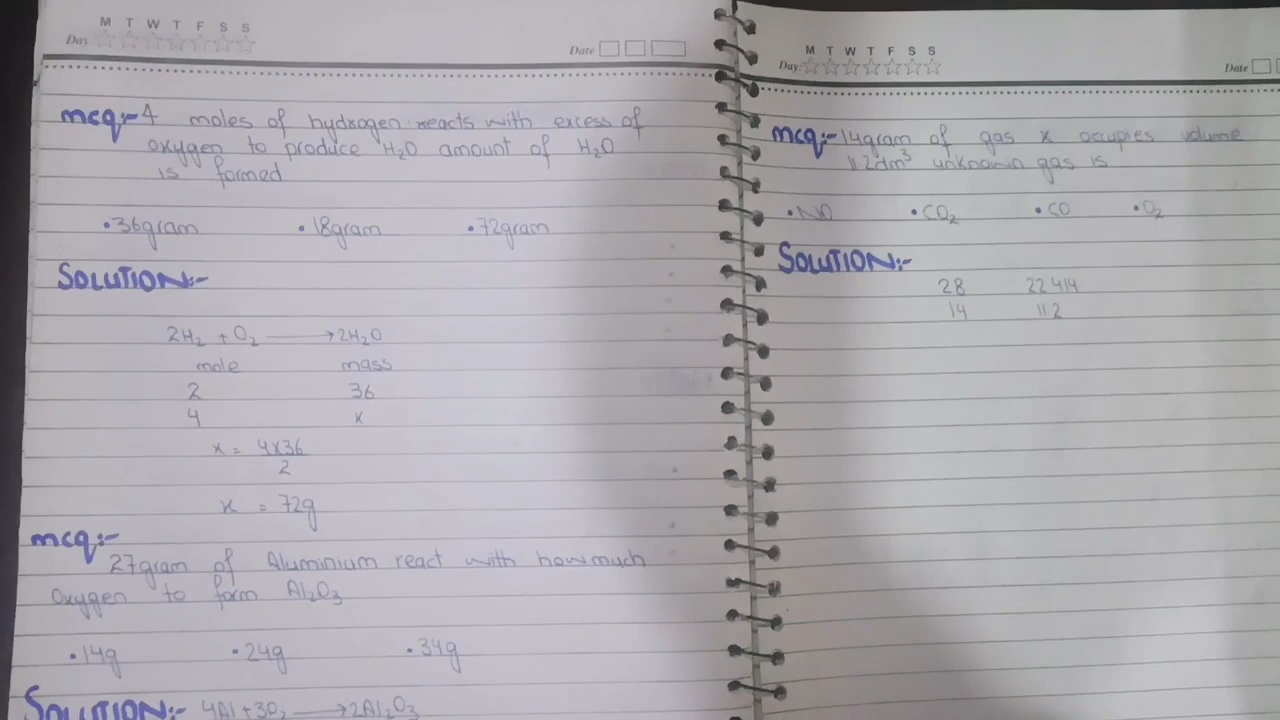 M T W T F S S
Day
Date
mcq:- 4 moles of hydrogen reacts with excess of
oxygen to produce H₂O amount of H₂O
is formed
•36gram •18gram •72gram
SOLUTION:-
2H₂ + O₂ ⟶ 2H₂O
mole mass
2 36
4 x
x = 4x36
2
x = 72g
mcq:-
27gram of Aluminium react with howmuch
oxygen to form Al₂O₃
•14g •24g •34g
SOLUTION:- 4Al+3O₂ ⟶ 2Al₂O₃
M T W T F S S
Day:
Date
mcq:- 14gram of gas x occupies volume
11.2dm³ unknown gas is
•NO •CO₂ •CO •O₂
SOLUTION:-
28 22.414
14 11.2